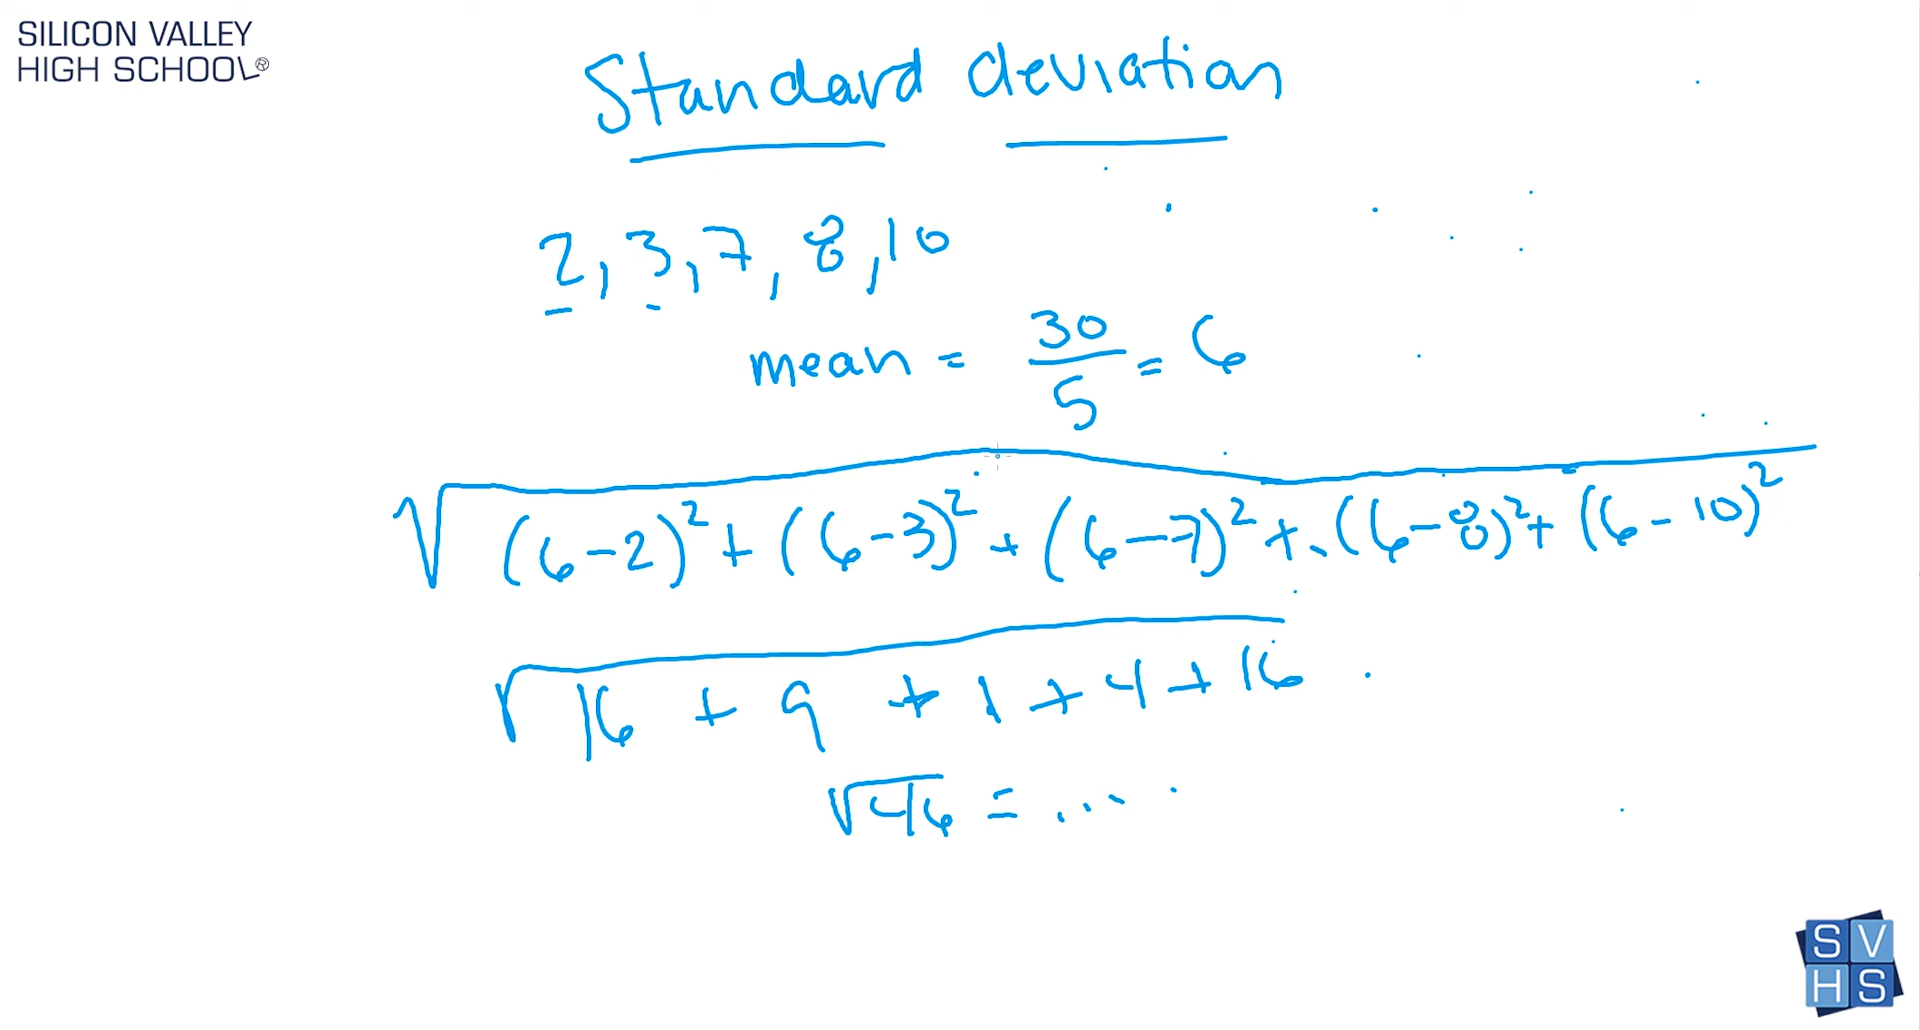 SILICON VALLEY
HIGH SCHOOL®
Standard deviation
2, 3, 7, 8, 10
mean = 30/5 = 6
√((6-2)² + (6-3)² + (6-7)² + (6-8)² + (6-10)²)
√(16 + 9 + 1 + 4 + 16)
√46 = ....
SV
HS